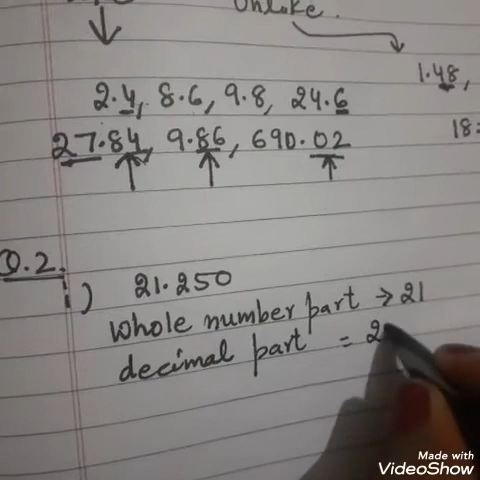 Unlike.
1.48,
2.4, 8.6, 9.8, 24.6
18=
27.84, 9.86, 690.02
Q.2.
1) 21.250
Whole number part → 21
decimal part = 2
Made with
VideoShow